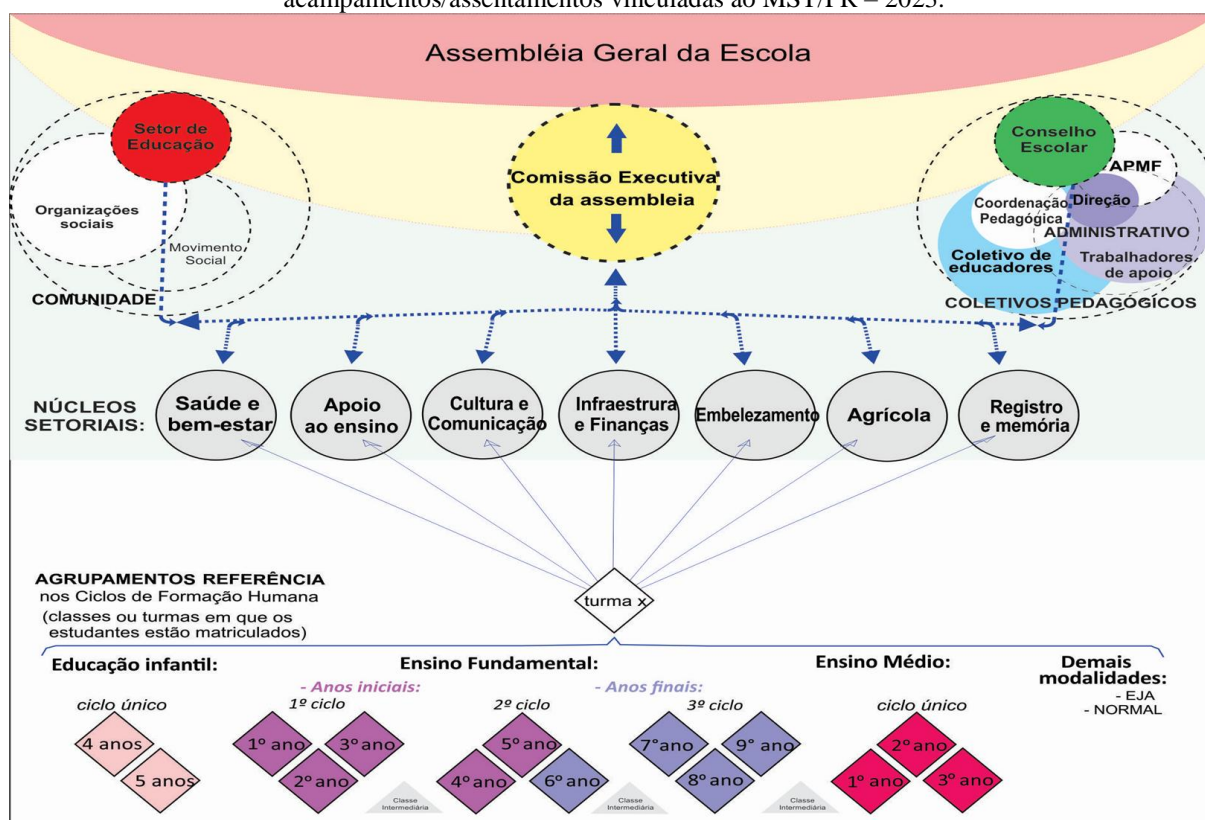 acampamentos/assentamentos vinculadas ao MST/PR – 2023.
Assembléia Geral da Escola
Setor de
Educação
Organizações
sociais
Movimento
Social
COMUNIDADE
Comissão Executiva
da assembleia
Conselho
Escolar
APMF
Coordenação
Pedagógica
Direção
ADMINISTRATIVO
Coletivo de
educadores
Trabalhadores
de apoio
COLETIVOS PEDAGÓGICOS
NÚCLEOS
SETORIAIS:
Saúde e
bem-estar
Apoio
ao ensino
Cultura e
Comunicação
Infraestrura
e Finanças
Embelezamento
Agrícola
Registro
e memória
AGRUPAMENTOS REFERÊNCIA
nos Ciclos de Formação Humana
(classes ou turmas em que os
estudantes estão matriculados)
turma x
Educação infantil:
Ensino Fundamental:
Ensino Médio:
Demais
modalidades:
- EJA
- NORMAL
- Anos iniciais:
- Anos finais:
ciclo único
1º ciclo
2º ciclo
3º ciclo
ciclo único
4 anos
5 anos
1º ano
3º ano
2º ano
5º ano
4º ano
6º ano
7°ano
9° ano
8º ano
2º ano
1º ano
3º ano
Classe
Intermediária
Classe
Intermediária
Classe
Intermediária